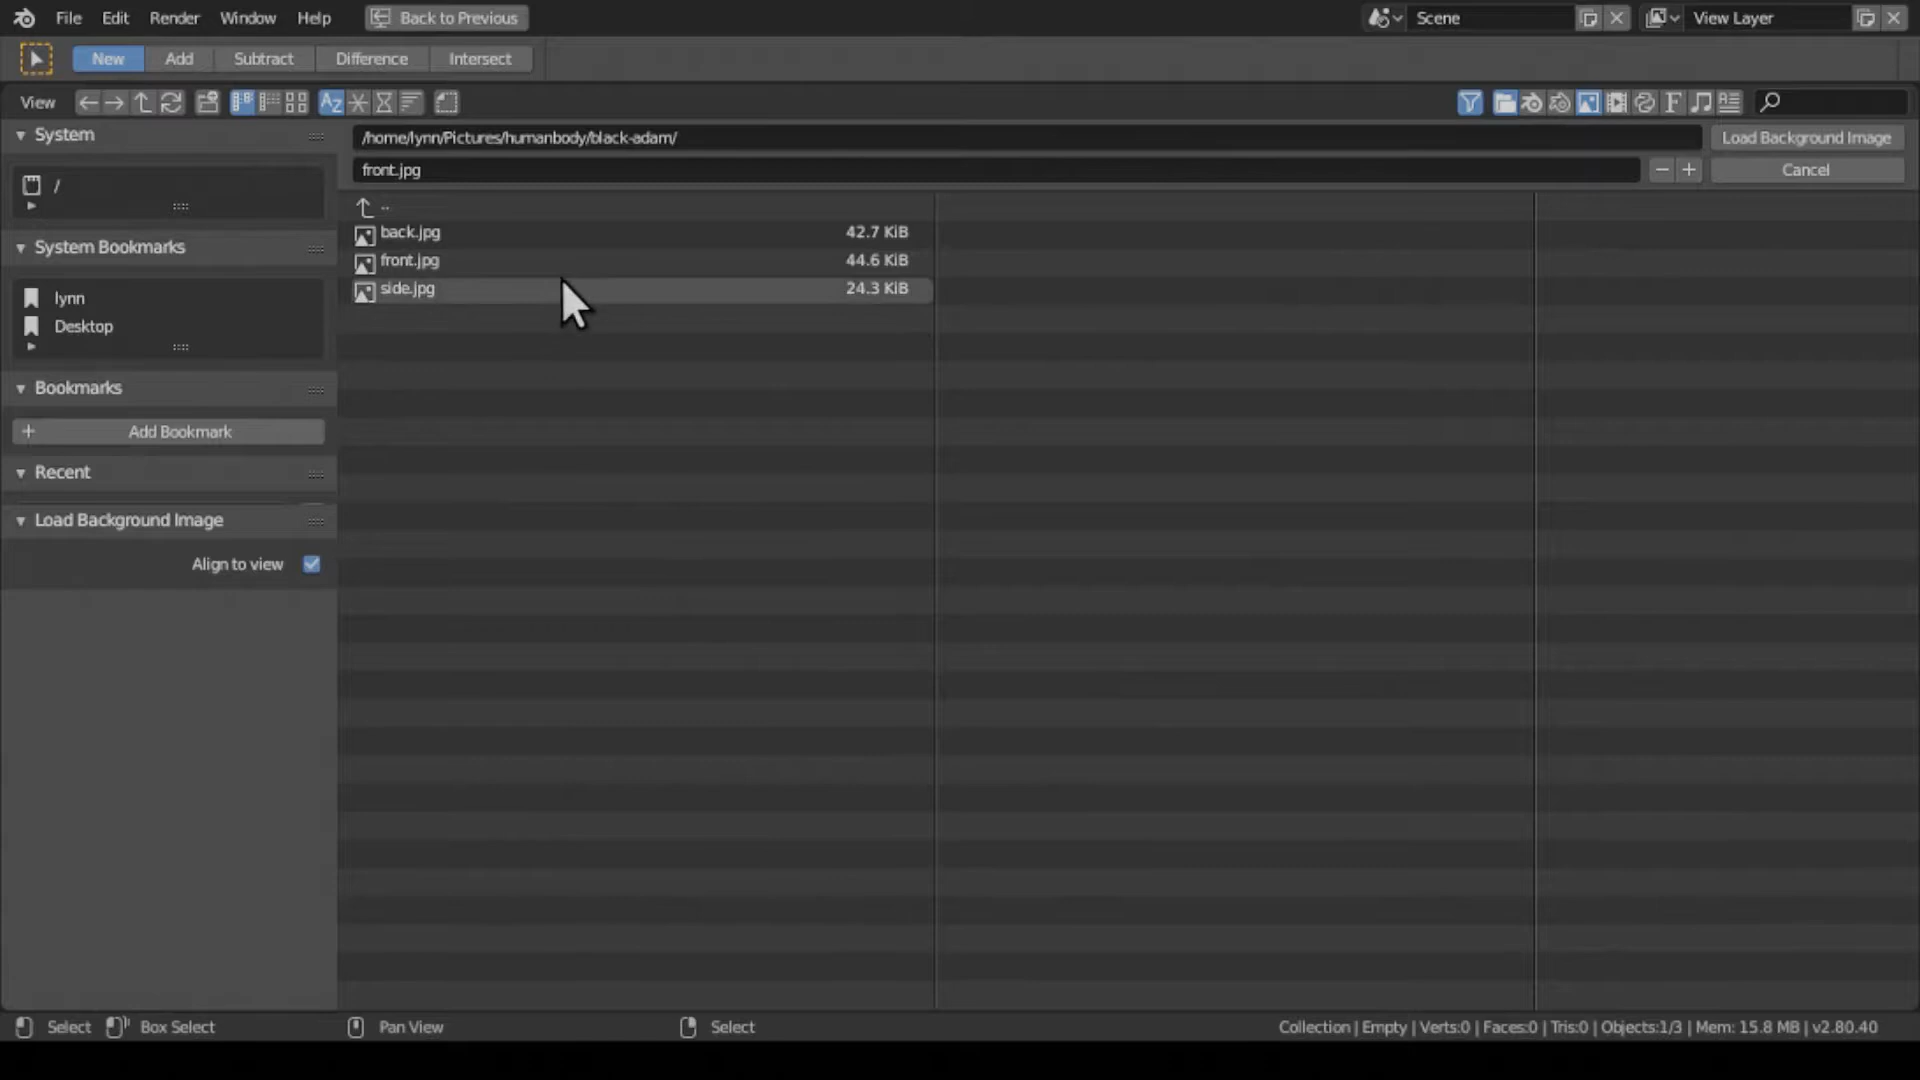 File Edit Render Window Help Back to Previous Scene View Layer
New Add Subtract Difference Intersect
View
System
/home/lynn/Pictures/humanbody/black-adam/ Load Background Image
front.jpg Cancel
/
..
back.jpg 42.7 KiB
front.jpg 44.6 KiB
side.jpg 24.3 KiB
System Bookmarks
lynn
Desktop
Bookmarks
Add Bookmark
Recent
Load Background Image
Align to view
Select Box Select Pan View Select Collection | Empty | Verts:0 | Faces:0 | Tris:0 | Objects:1/3 | Mem: 15.8 MB | v2.80.40